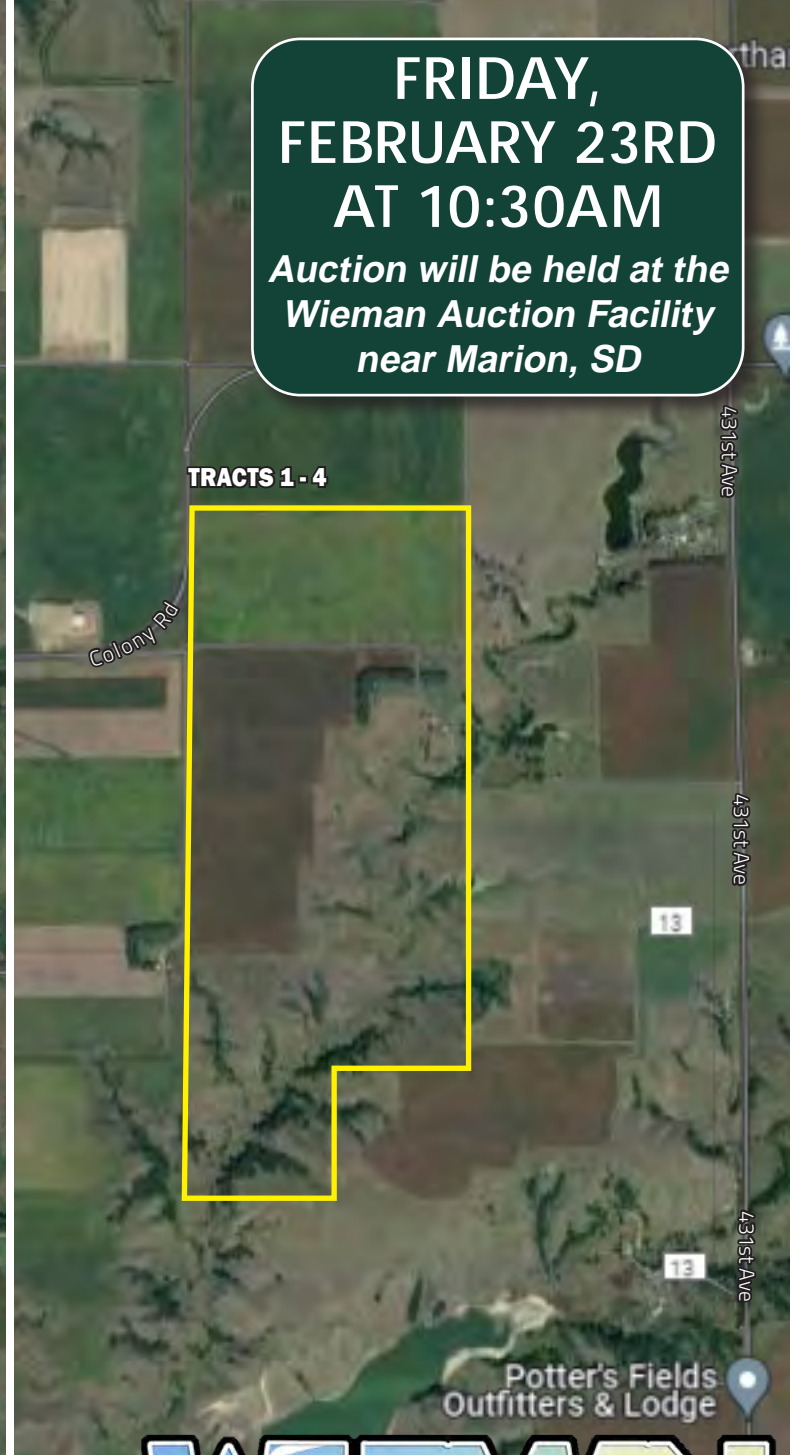 FRIDAY,
FEBRUARY 23RD
AT 10:30AM
Auction will be held at the
Wieman Auction Facility
near Marion, SD
431st Ave
TRACTS 1 - 4
Colony Rd
431st Ave
13
431st Ave
13
Potter's Fields
Outfitters & Lodge